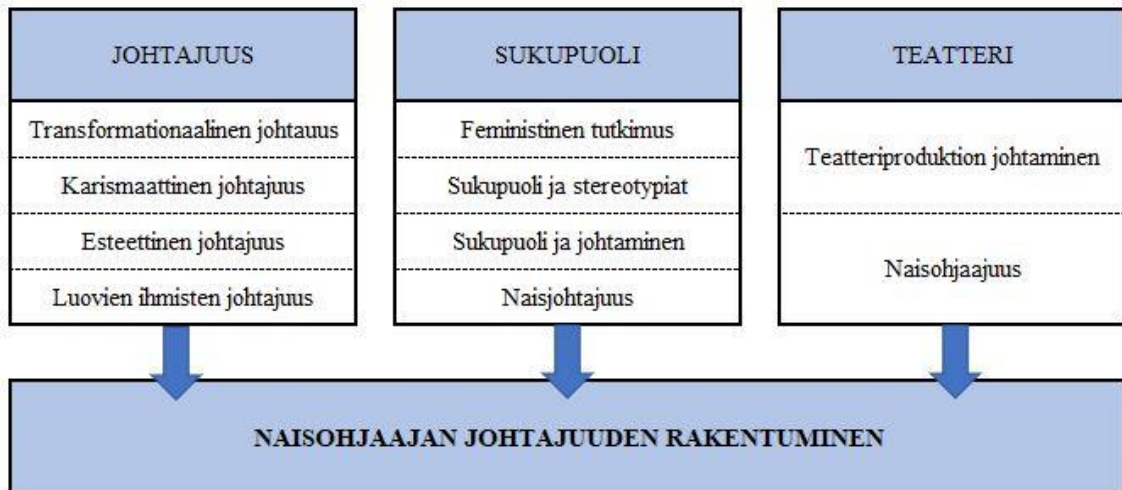 JOHTAJUUS
Transformationaalinen johtauus
Karismaattinen johtajuus
Esteettinen johtajuus
Luovien ihmisten johtajuus
SUKUPUOLI
Feministinen tutkimus
Sukupuoli ja stereotypiat
Sukupuoli ja johtaminen
Naisjohtajuus
TEATTERI
Teatteriproduktion johtaminen
Naisohjaajuus
NAISOHJAAJAN JOHTAJUUDEN RAKENTUMINEN